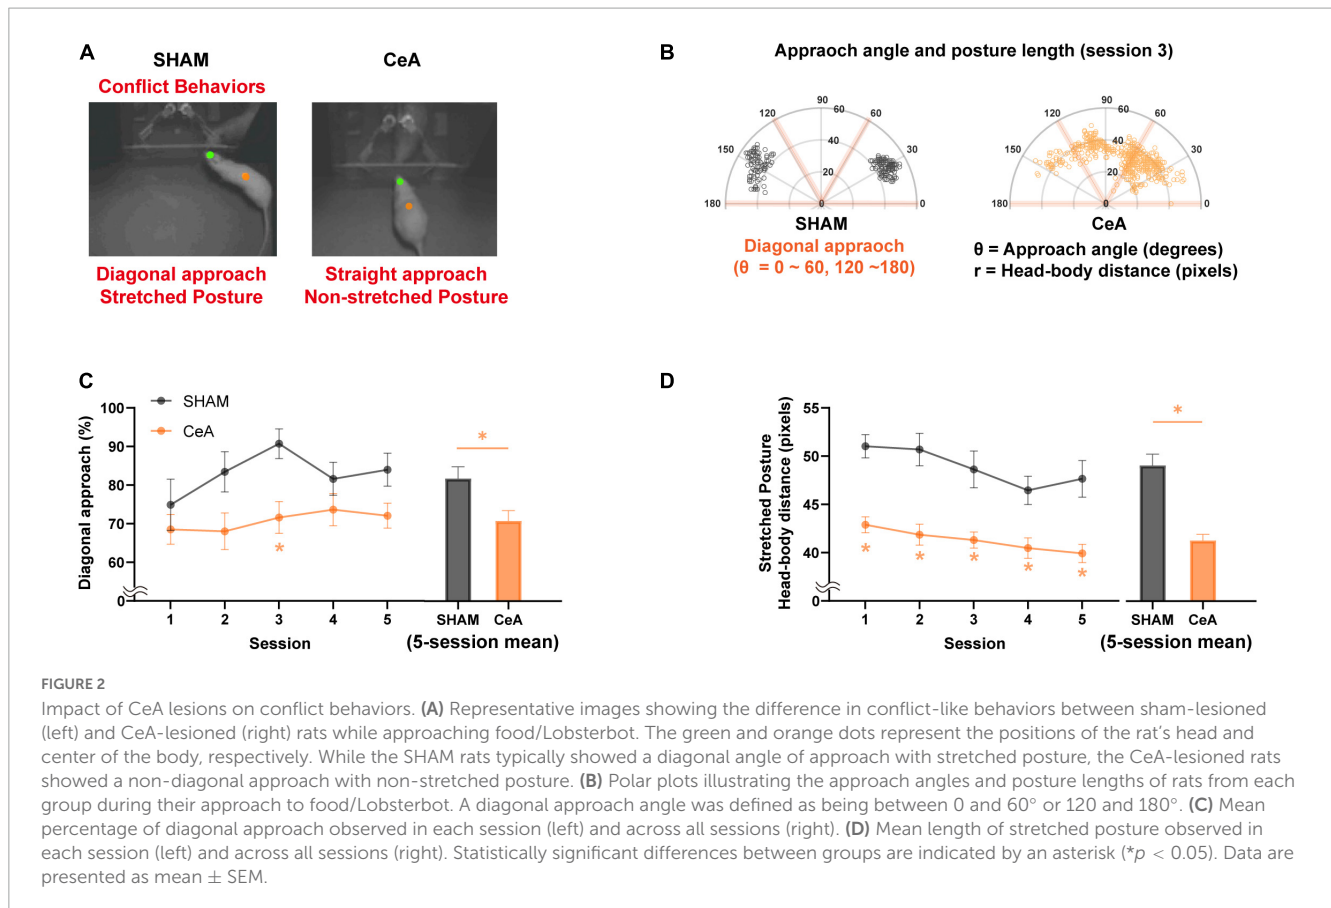 A
SHAM
CeA
Conflict Behaviors
Diagonal approach
Stretched Posture
Straight approach
Non-stretched Posture
B
Appraoch angle and posture length (session 3)
90
60
120
60
40
150
30
20
180
0
0
SHAM
Diagonal appraoch
(θ = 0 ~ 60, 120 ~180)
90
60
120
60
40
150
30
20
180
0
0
CeA
θ = Approach angle (degrees)
r = Head-body distance (pixels)
C
SHAM
CeA
Diagonal approach (%)
100
90
80
70
60
0
*
*
1 2 3 4 5
Session
SHAM CeA
(5-session mean)
D
Stretched Posture
Head-body distance (pixels)
55
50
45
40
0
* * * * *
*
1 2 3 4 5
Session
SHAM CeA
(5-session mean)
FIGURE 2
Impact of CeA lesions on conflict behaviors. (A) Representative images showing the difference in conflict-like behaviors between sham-lesioned
(left) and CeA-lesioned (right) rats while approaching food/Lobsterbot. The green and orange dots represent the positions of the rat's head and
center of the body, respectively. While the SHAM rats typically showed a diagonal angle of approach with stretched posture, the CeA-lesioned rats
showed a non-diagonal approach with non-stretched posture. (B) Polar plots illustrating the approach angles and posture lengths of rats from each
group during their approach to food/Lobsterbot. A diagonal approach angle was defined as being between 0 and 60° or 120 and 180°. (C) Mean
percentage of diagonal approach observed in each session (left) and across all sessions (right). (D) Mean length of stretched posture observed in
each session (left) and across all sessions (right). Statistically significant differences between groups are indicated by an asterisk (*p < 0.05). Data are
presented as mean ± SEM.